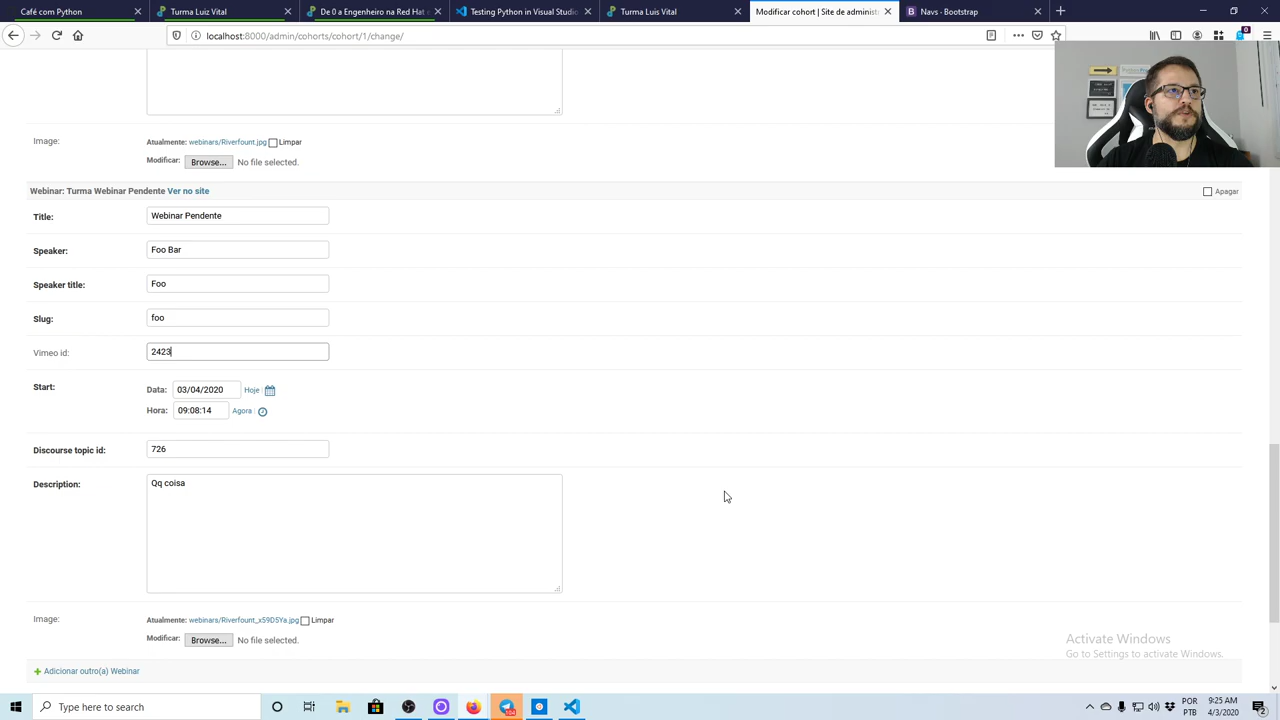 Café com Python
Turma Luiz Vital
De 0 a Engenheiro na Red Hat c
Testing Python in Visual Studio
Turma Luis Vital
Modificar cohort | Site de administ
Navs · Bootstrap
localhost:8000/admin/cohorts/cohort/1/change/
Image:
Atualmente: webinars/Riverfount.jpg Limpar
Modificar: Browse... No file selected.
Webinar: Turma Webinar Pendente Ver no site
Apagar
Title: Webinar Pendente
Speaker: Foo Bar
Speaker title: Foo
Slug: foo
Vimeo id: 2423
Start:
Data: 03/04/2020 Hoje
Hora: 09:08:14 Agora
Discourse topic id: 726
Description: Qq coisa
Image:
Atualmente: webinars/Riverfount_x59D5Ya.jpg Limpar
Modificar: Browse... No file selected.
Adicionar outro(a) Webinar
Activate Windows
Go to Settings to activate Windows.
Type here to search
POR
PTB
9:25 AM
4/3/2020
2